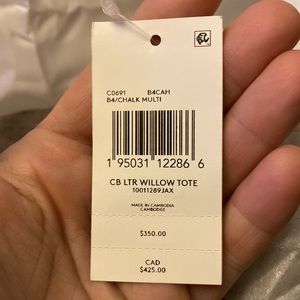 C0691 B4CAH
B4/CHALK MULTI
1 95031 12286 6
CB LTR WILLOW TOTE
10011289JAX
MADE IN CAMBODIA
CAMBODGE
$350.00
CAD
$425.00